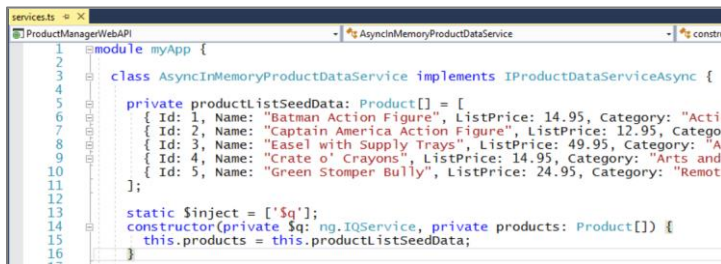 services.ts
ProductManagerWebAPI AsyncInMemoryProductDataService constru
1 module myApp {
2
3 class AsyncInMemoryProductDataService implements IProductDataServiceAsync {
4
5 private productListSeedData: Product[] = [
6 { Id: 1, Name: "Batman Action Figure", ListPrice: 14.95, Category: "Acti
7 { Id: 2, Name: "Captain America Action Figure", ListPrice: 12.95, Catego
8 { Id: 3, Name: "Easel with Supply Trays", ListPrice: 49.95, Category: "A
9 { Id: 4, Name: "Crate o' Crayons", ListPrice: 14.95, Category: "Arts and
10 { Id: 5, Name: "Green Stomper Bully", ListPrice: 24.95, Category: "Remot
11 ];
12
13 static $inject = ['$q'];
14 constructor(private $q: ng.IQService, private products: Product[]) {
15 this.products = this.productListSeedData;
16 }